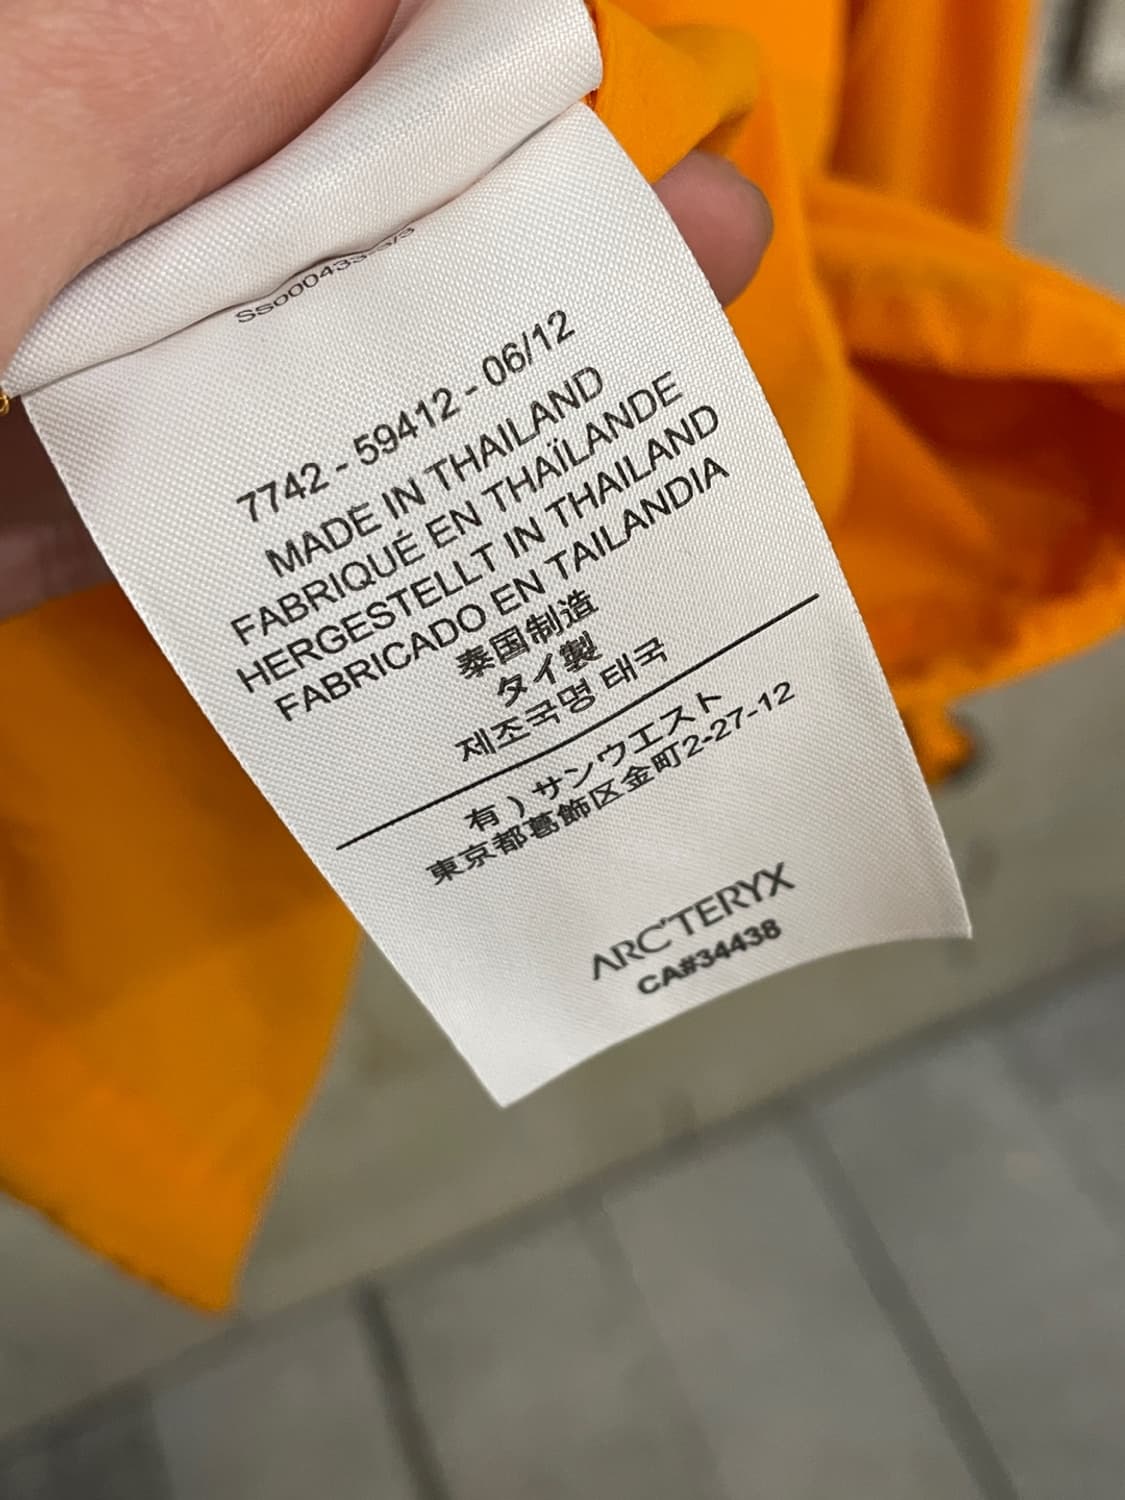 7742 - 59412 - 06/12
MADE IN THAILAND
FABRIQUÉ EN THAÏLANDE
HERGESTELLT IN THAILAND
FABRICADO EN TAILANDIA
泰国制造
タイ製
제조국명 태국
有）サンウエスト
東京都葛飾区金町2-27-12
ARC'TERYX
CA#34438